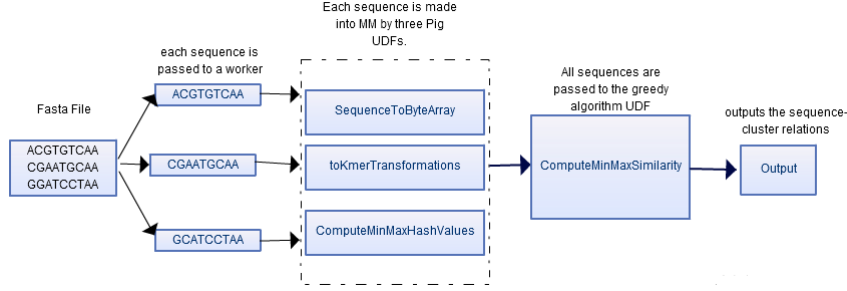 Each sequence is made
into MM by three Pig
UDFs.
each sequence is
passed to a worker
All sequences are
passed to the greedy
algorithm UDF
outputs the sequence-
cluster relations
Fasta File
ACGTGTCAA
CGAATGCAA
GGATCCTAA
ACGTGTCAA
CGAATGCAA
GCATCCTAA
SequenceToByteArray
toKmerTransformations
ComputeMinMaxHashValues
ComputeMinMaxSimilarity
Output